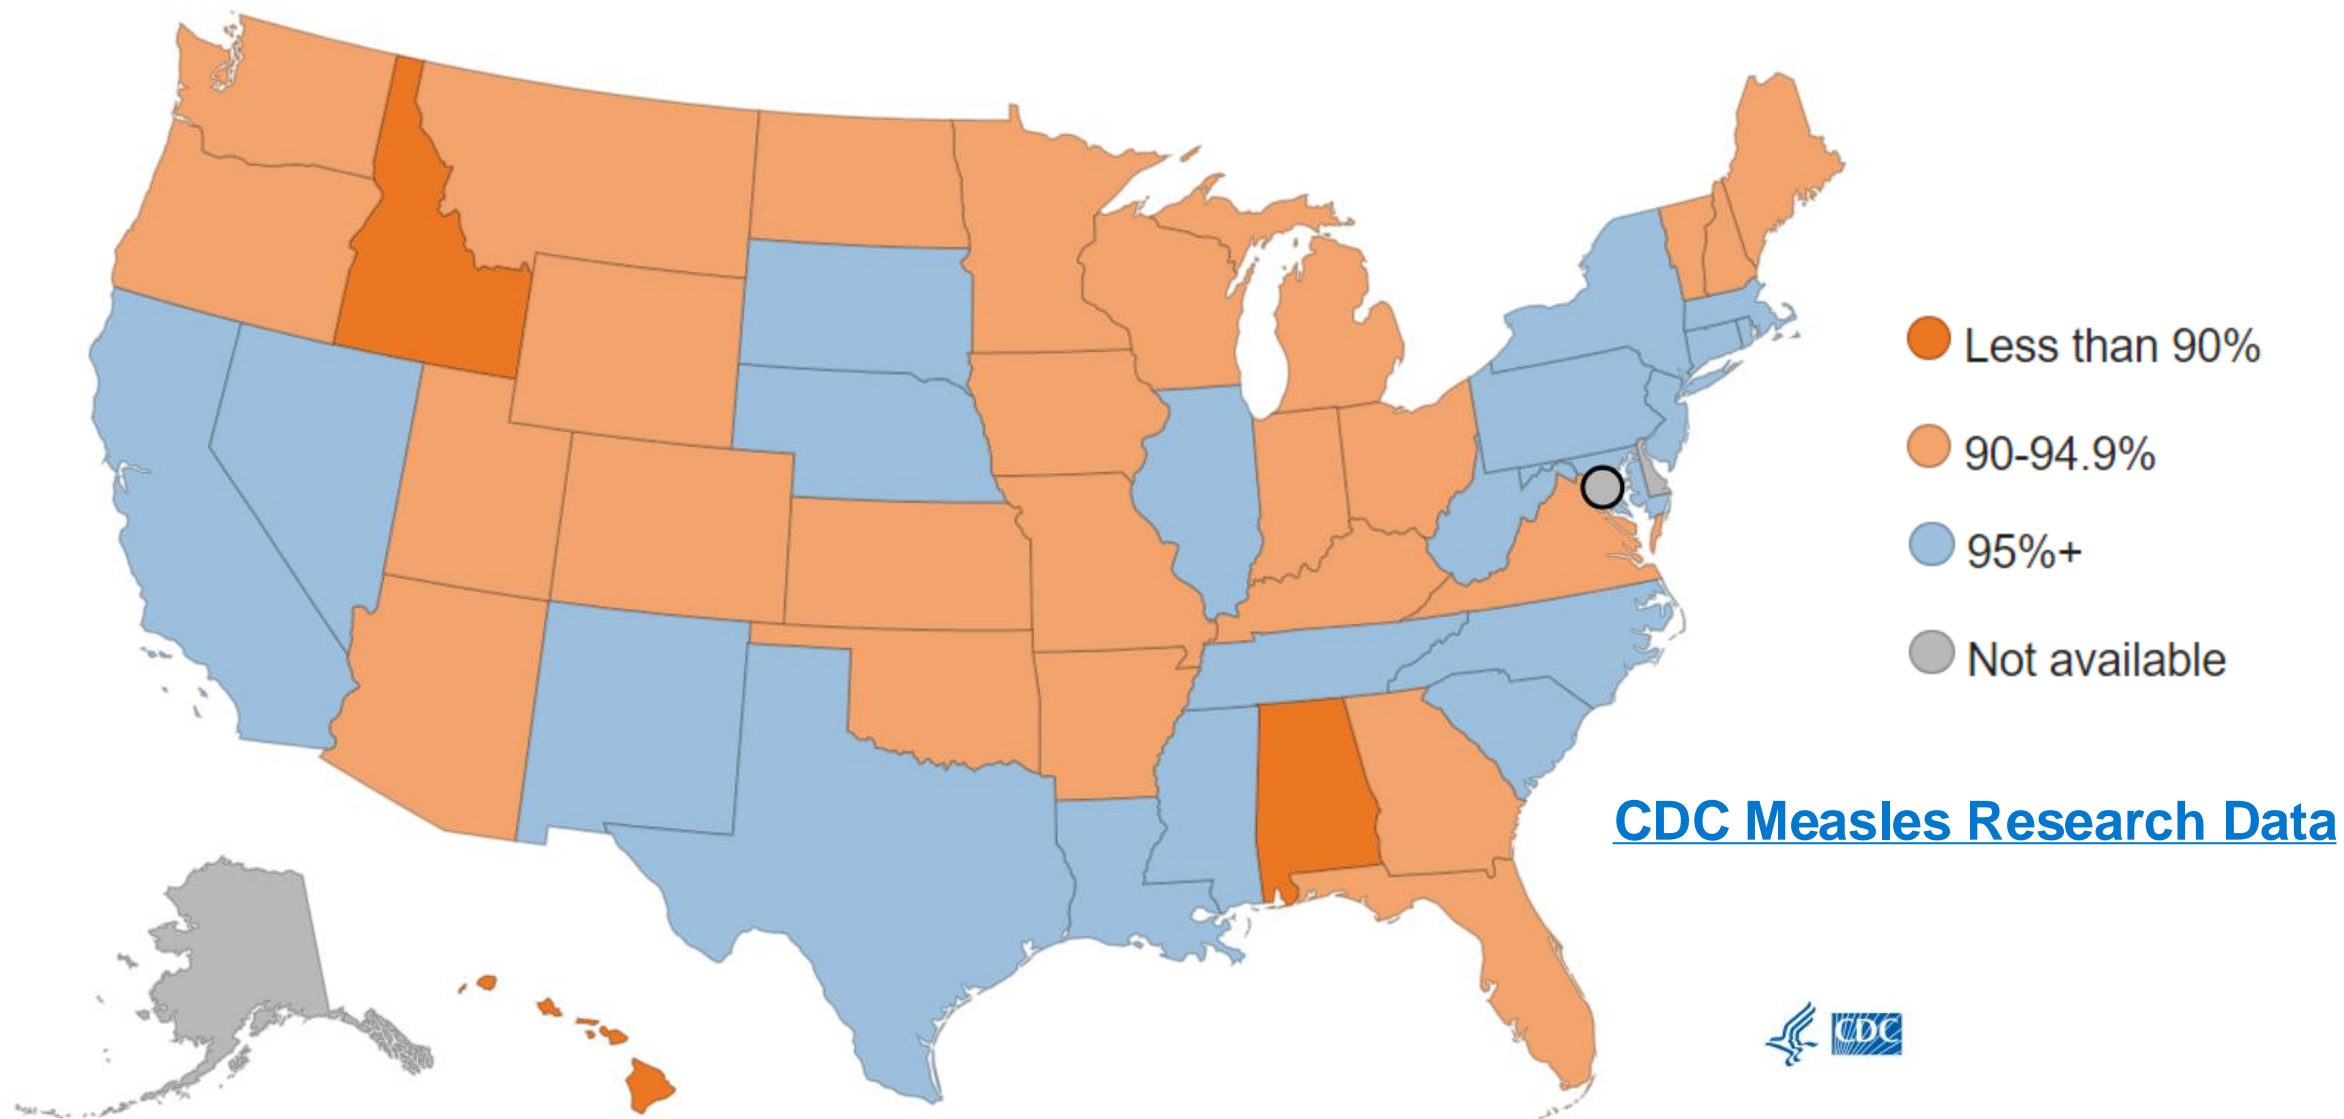 Less than 90%
90-94.9%
95%+
Not available
CDC Measles Research Data
CDC